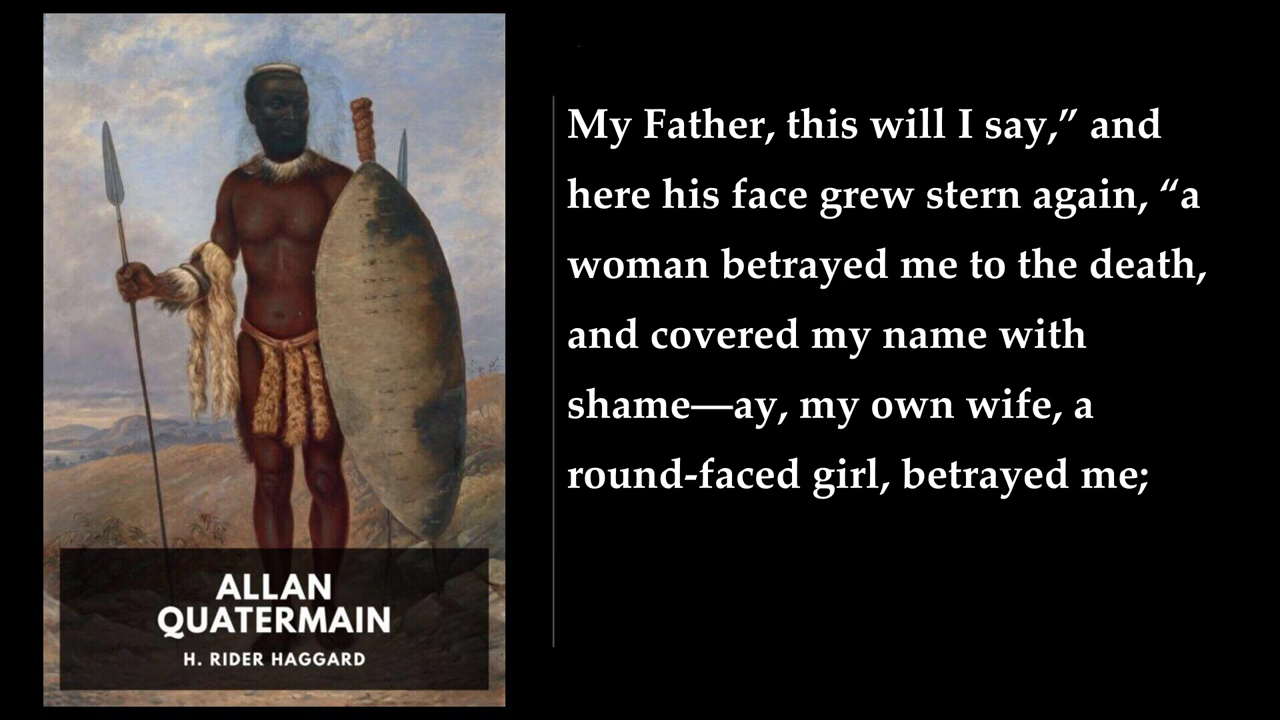 My Father, this will I say,” and
here his face grew stern again, “a
woman betrayed me to the death,
and covered my name with
shame—ay, my own wife, a
round-faced girl, betrayed me;
ALLAN
QUATERMAIN
H. RIDER HAGGARD